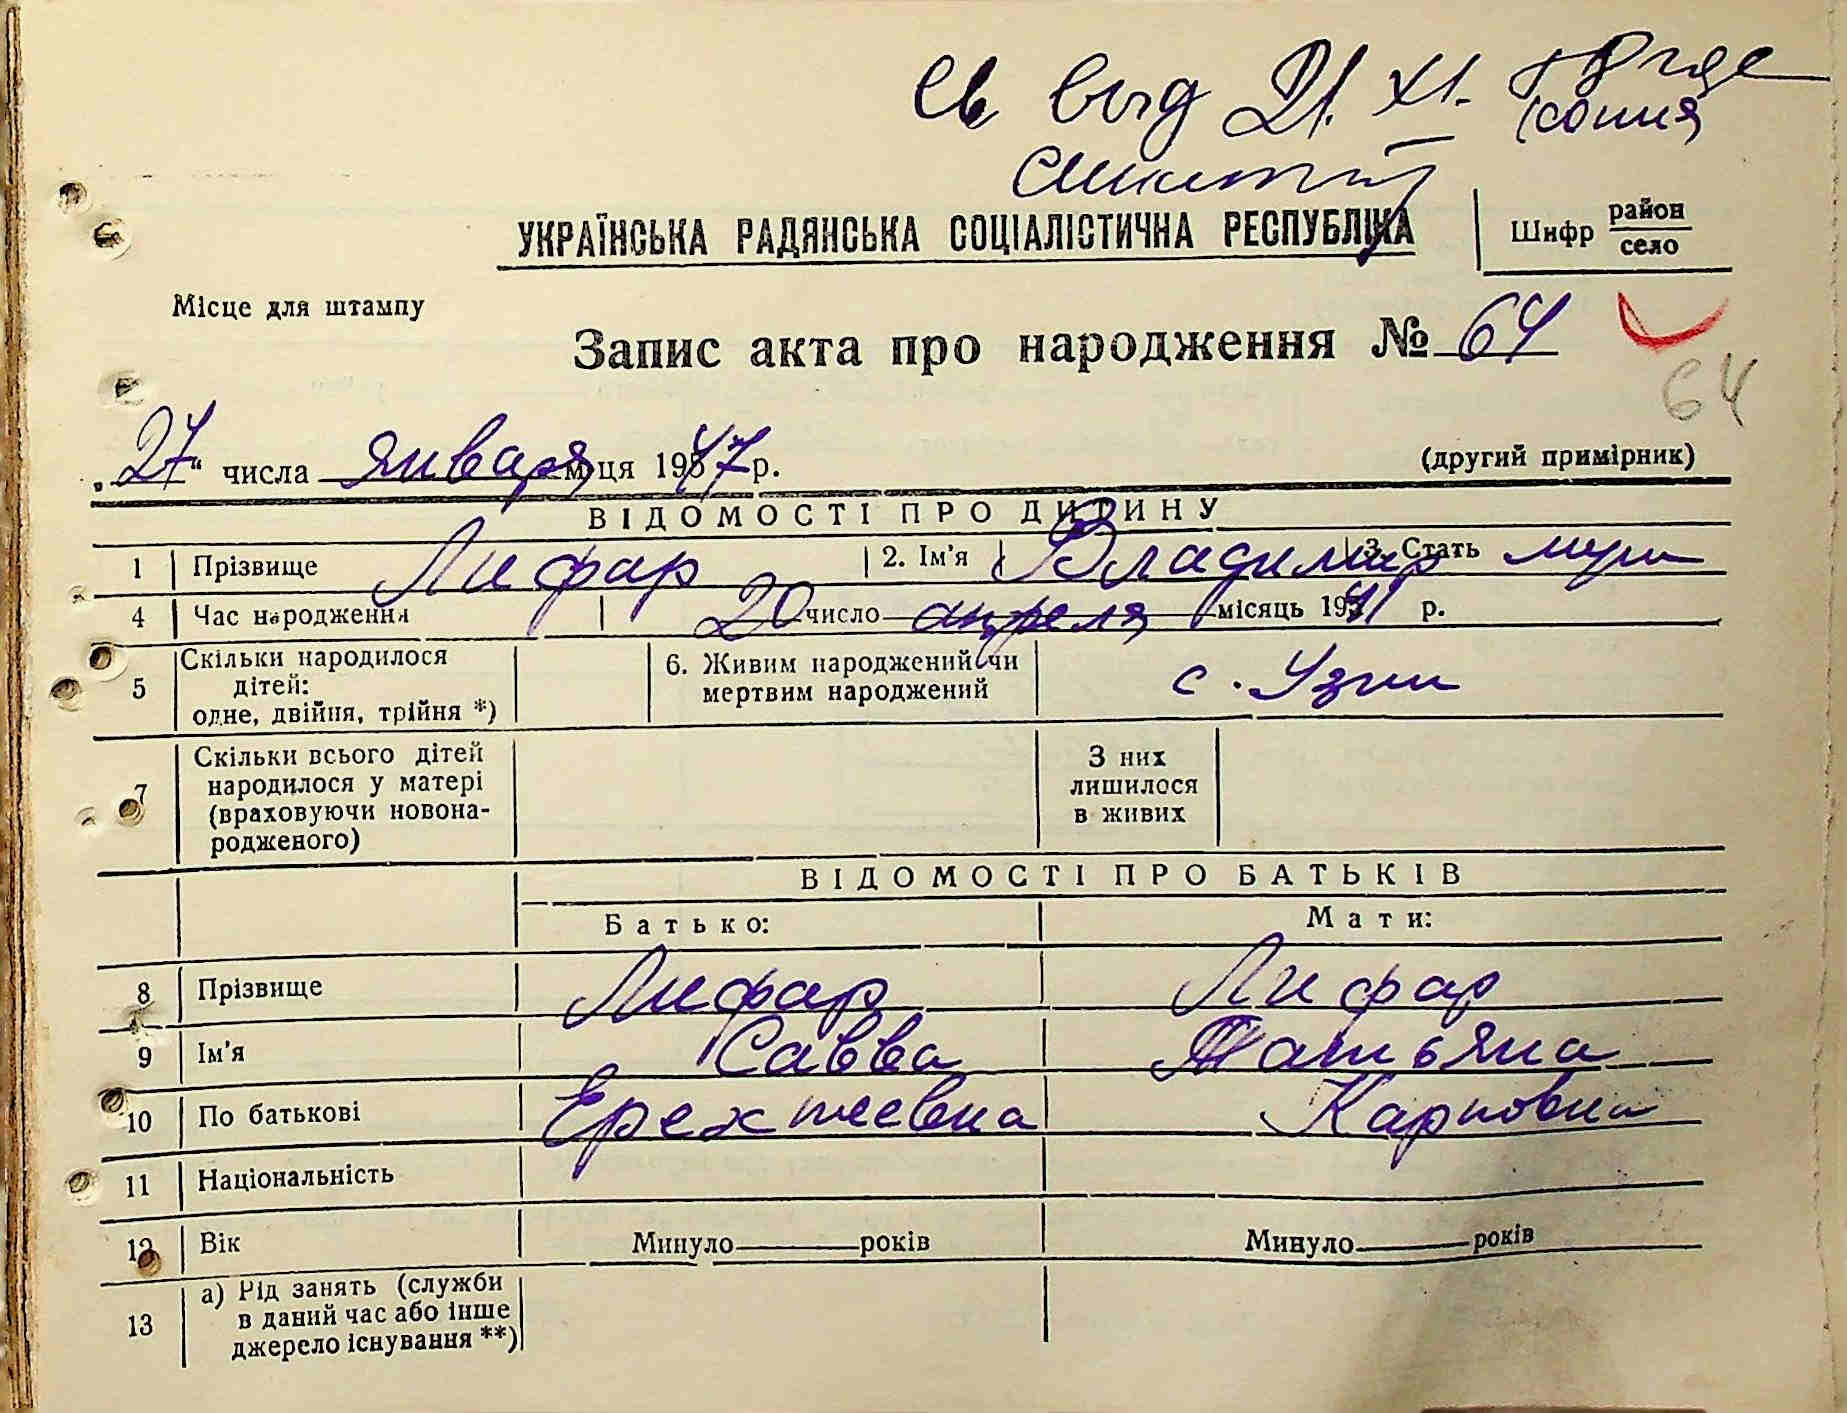 Св выд 21. XI.
УКРАЇНСЬКА РАДЯНСЬКА СОЦІАЛІСТИЧНА РЕСПУБЛІКА
Шифр район
село
Місце для штампу
Запис акта про народження № 64
64
„27“ числа января м-ця 1947 р.
(другий примірник)
ВІДОМОСТІ ПРО ДИТИНУ
1 Прізвище Лифар 2. Ім'я Владимир 3. Стать муж
4 Час народження 20 число апреля місяць 1941 р.
5 Скільки народилося дітей: одне, двійня, трійня *) 6. Живим народжений чи мертвим народжений с. Узин
7 Скільки всього дітей народилося у матері (враховуючи новонародженого) З них лишилося в живих
ВІДОМОСТІ ПРО БАТЬКІВ
Батько: Мати:
8 Прізвище Лифар Лифар
9 Ім'я Савва Татьяна
10 По батькові Карповна
11 Національність
12 Вік Минуло років Минуло років
13 а) Рід занять (служби в даний час або інше джерело існування **)